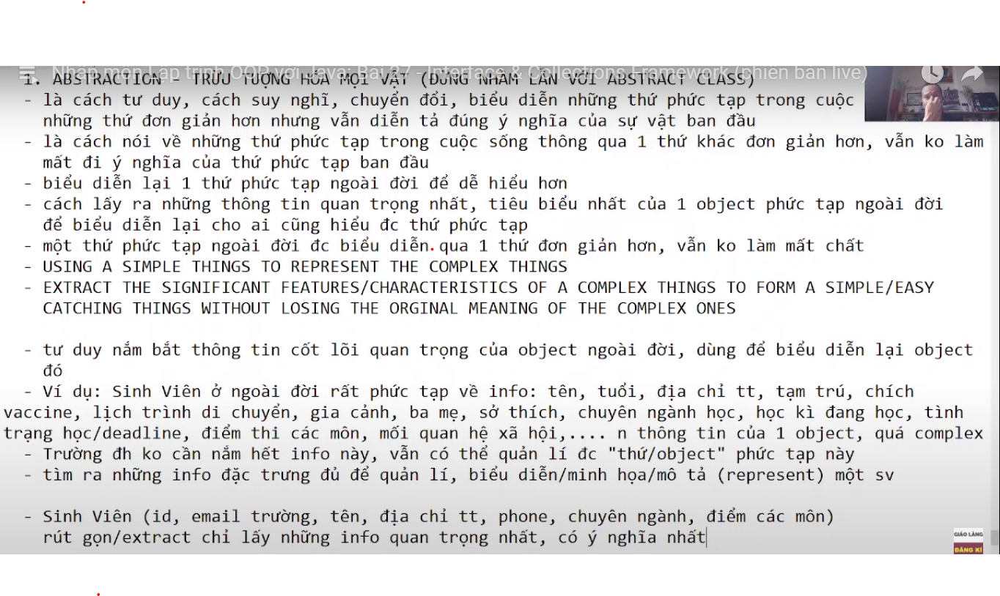 Nhập môn Lập trình OOP với Java: Bài 27 - Interface & Collections Framework (phiên bản live)
1. ABSTRACTION - TRỪU TƯỢNG HÓA MỌI VẬT (ĐỪNG NHẦM LẪN VỚI ABSTRACT CLASS)
- là cách tư duy, cách suy nghĩ, chuyển đổi, biểu diễn những thứ phức tạp trong cuộc
những thứ đơn giản hơn nhưng vẫn diễn tả đúng ý nghĩa của sự vật ban đầu
- là cách nói về những thứ phức tạp trong cuộc sống thông qua 1 thứ khác đơn giản hơn, vẫn ko làm
mất đi ý nghĩa của thứ phức tạp ban đầu
- biểu diễn lại 1 thứ phức tạp ngoài đời để dễ hiểu hơn
- cách lấy ra những thông tin quan trọng nhất, tiêu biểu nhất của 1 object phức tạp ngoài đời
để biểu diễn lại cho ai cũng hiểu đc thứ phức tạp
- một thứ phức tạp ngoài đời đc biểu diễn qua 1 thứ đơn giản hơn, vẫn ko làm mất chất
- USING A SIMPLE THINGS TO REPRESENT THE COMPLEX THINGS
- EXTRACT THE SIGNIFICANT FEATURES/CHARACTERISTICS OF A COMPLEX THINGS TO FORM A SIMPLE/EASY
CATCHING THINGS WITHOUT LOSING THE ORGINAL MEANING OF THE COMPLEX ONES
- tư duy nắm bắt thông tin cốt lõi quan trọng của object ngoài đời, dùng để biểu diễn lại object
đó
- Ví dụ: Sinh Viên ở ngoài đời rất phức tạp về info: tên, tuổi, địa chỉ tt, tạm trú, chích
vaccine, lịch trình di chuyển, gia cảnh, ba mẹ, sở thích, chuyên ngành học, học kì đang học, tình
trạng học/deadline, điểm thi các môn, mối quan hệ xã hội,.... n thông tin của 1 object, quá complex
- Trường đh ko cần nắm hết info này, vẫn có thể quản lí đc "thứ/object" phức tạp này
- tìm ra những info đặc trưng đủ để quản lí, biểu diễn/minh họa/mô tả (represent) một sv
- Sinh Viên (id, email trường, tên, địa chỉ tt, phone, chuyên ngành, điểm các môn)
rút gọn/extract chỉ lấy những info quan trọng nhất, có ý nghĩa nhất
GIÁO LÀNG
ĐĂNG KÍ